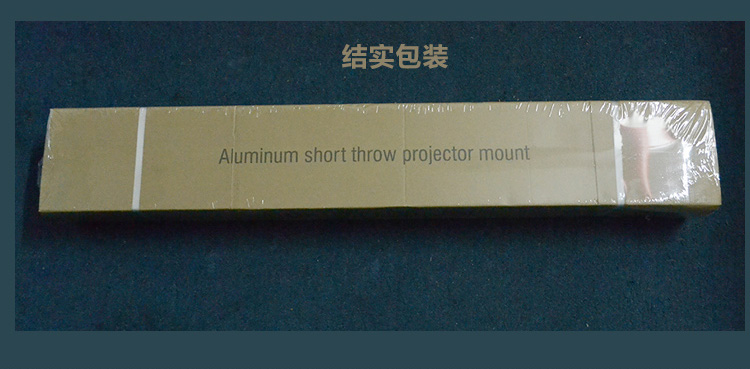 结实包装
Aluminum short throw projector mount